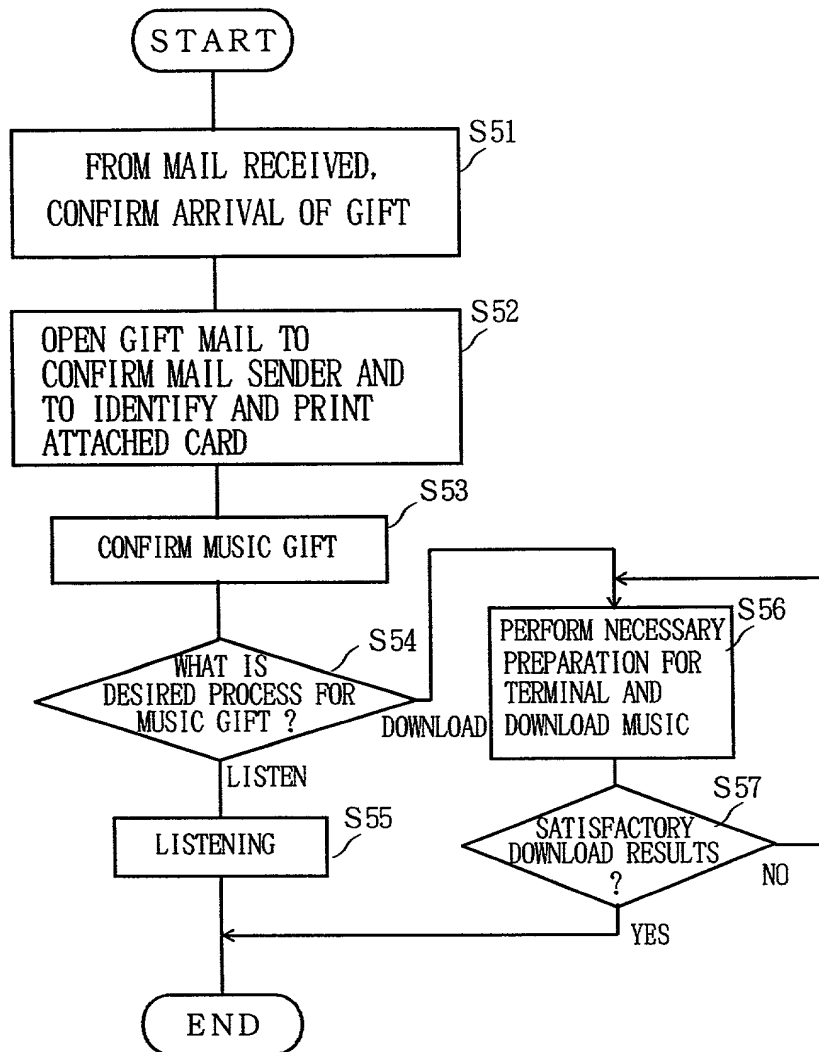 START
S51
FROM MAIL RECEIVED,
CONFIRM ARRIVAL OF GIFT
S52
OPEN GIFT MAIL TO
CONFIRM MAIL SENDER AND
TO IDENTIFY AND PRINT
ATTACHED CARD
S53
CONFIRM MUSIC GIFT
S54
WHAT IS
DESIRED PROCESS FOR
MUSIC GIFT ?
DOWNLOAD
LISTEN
S55
LISTENING
S56
PERFORM NECESSARY
PREPARATION FOR
TERMINAL AND
DOWNLOAD MUSIC
S57
SATISFACTORY
DOWNLOAD RESULTS
?
NO
YES
END